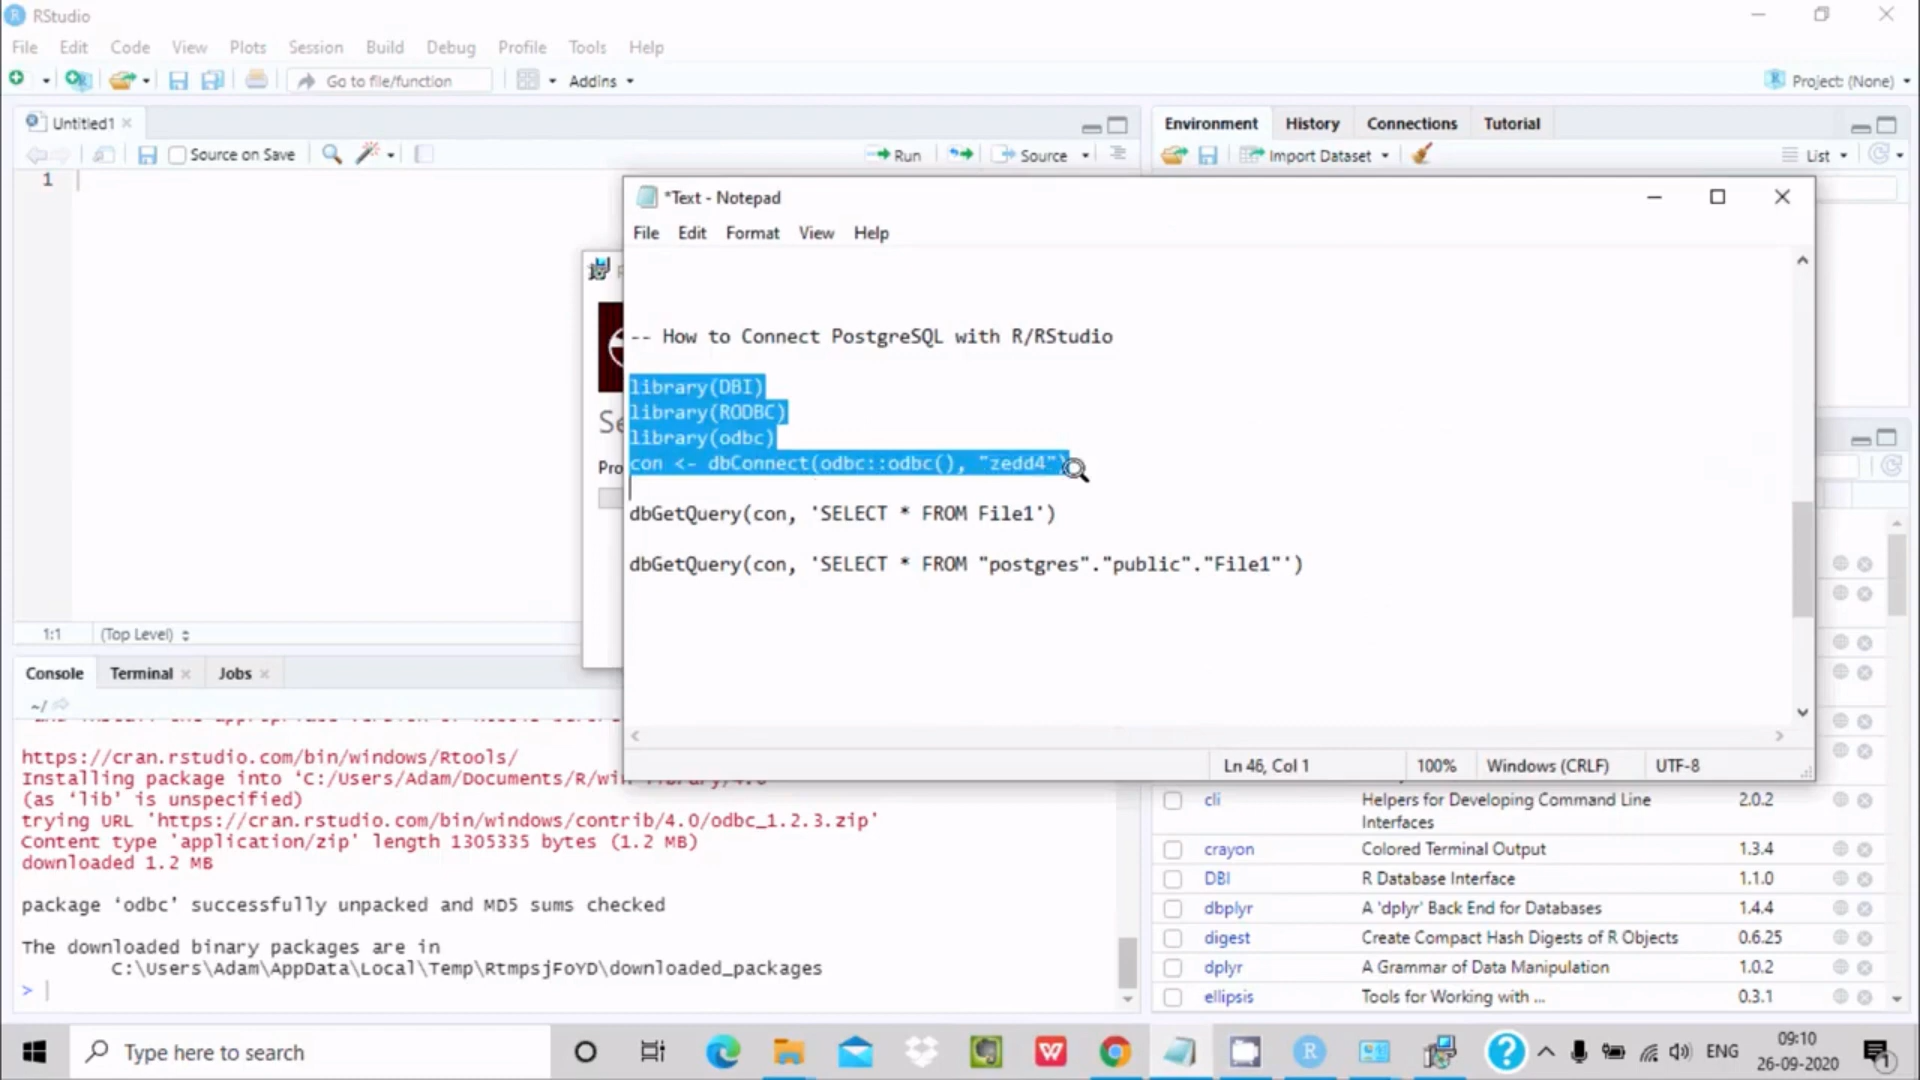 RStudio
File Edit Code View Plots Session Build Debug Profile Tools Help
Go to file/function Addins Project: (None)
Untitled1
Source on Save Run Source
1
Environment History Connections Tutorial
Import Dataset List
*Text - Notepad
File Edit Format View Help
-- How to Connect PostgreSQL with R/RStudio
library(DBI)
library(RODBC)
library(odbc)
con <- dbConnect(odbc::odbc(), "zedd4")
dbGetQuery(con, 'SELECT * FROM File1')
dbGetQuery(con, 'SELECT * FROM "postgres"."public"."File1"')
Ln 46, Col 1 100% Windows (CRLF) UTF-8
Se
Pro
1:1 (Top Level)
Console Terminal Jobs
~/
https://cran.rstudio.com/bin/windows/Rtools/
Installing package into ‘C:/Users/Adam/Documents/R/win-library/4.0’
(as ‘lib’ is unspecified)
trying URL 'https://cran.rstudio.com/bin/windows/contrib/4.0/odbc_1.2.3.zip'
Content type 'application/zip' length 1305335 bytes (1.2 MB)
downloaded 1.2 MB
package ‘odbc’ successfully unpacked and MD5 sums checked
The downloaded binary packages are in
C:\Users\Adam\AppData\Local\Temp\RtmpsjFoYD\downloaded_packages
>
cli Helpers for Developing Command Line Interfaces 2.0.2
crayon Colored Terminal Output 1.3.4
DBI R Database Interface 1.1.0
dbplyr A 'dplyr' Back End for Databases 1.4.4
digest Create Compact Hash Digests of R Objects 0.6.25
dplyr A Grammar of Data Manipulation 1.0.2
ellipsis Tools for Working with ... 0.3.1
Type here to search
ENG
09:10
26-09-2020
1